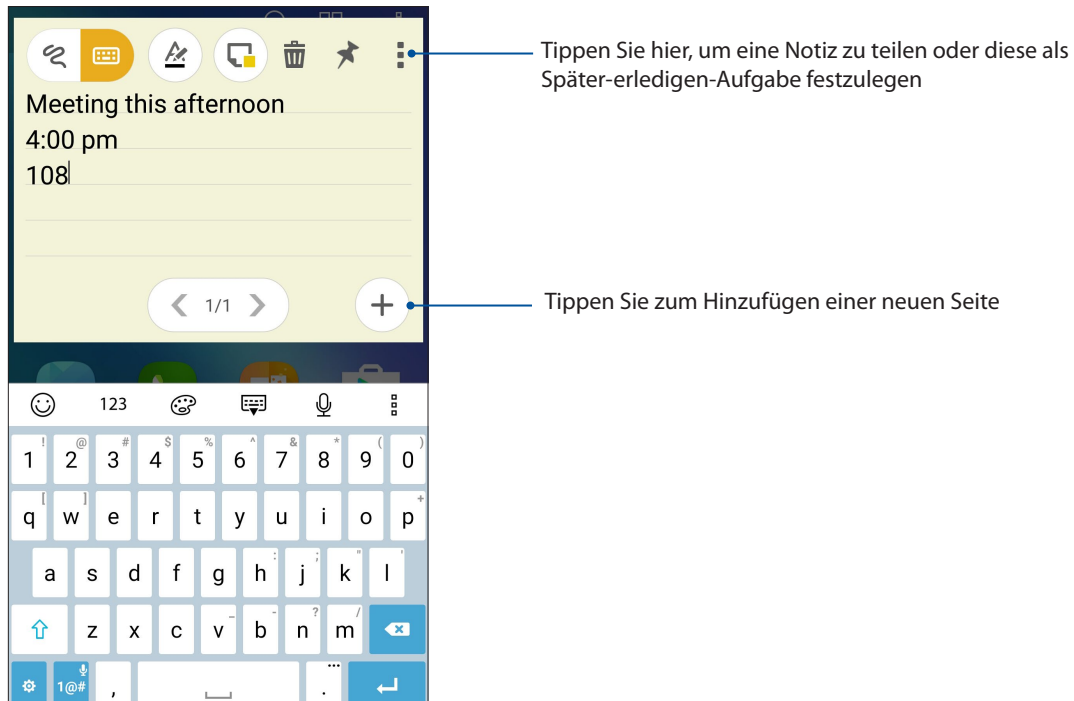 Tippen Sie hier, um eine Notiz zu teilen oder diese als
Später-erledigen-Aufgabe festzulegen
Meeting this afternoon
4:00 pm
108
1/1
Tippen Sie zum Hinzufügen einer neuen Seite
123
! @ # $ % ^ & * ( )
1 2 3 4 5 6 7 8 9 0
[ ] +
q w e r t y u i o p
: ; " '
a s d f g h j k l
_ - ? /
z x c v b n m
1@# , .